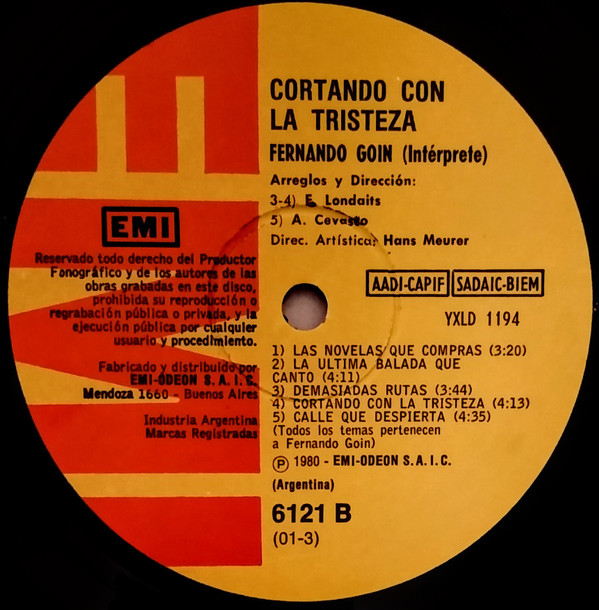 CORTANDO CON
LA TRISTEZA
FERNANDO GOIN (Intérprete)
Arreglos y Dirección:
3-4) E. Londaits
5) A. Cevasco
Direc. Artística: Hans Meurer
EMI
Reservado todo derecho del Productor
Fonográfico y de los autores de las
obras grabadas en este disco,
prohibida su reproducción o
regrabación pública o privada, y la
ejecución pública por cualquier
usuario y procedimiento.
Fabricado y distribuido por
EMI-ODEON S.A.I.C.
Mendoza 1660 - Buenos Aires
Industria Argentina
Marcas Registradas
AADI-CAPIF SADAIC-BIEM
YXLD 1194
1) LAS NOVELAS QUE COMPRAS (3:20)
2) LA ULTIMA BALADA QUE
CANTO (4:11)
3) DEMASIADAS RUTAS (3:44)
4) CORTANDO CON LA TRISTEZA (4:13)
5) CALLE QUE DESPIERTA (4:35)
(Todos los temas pertenecen
a Fernando Goin)
Ⓟ 1980 - EMI-ODEON S.A.I.C.
(Argentina)
6121 B
(01-3)